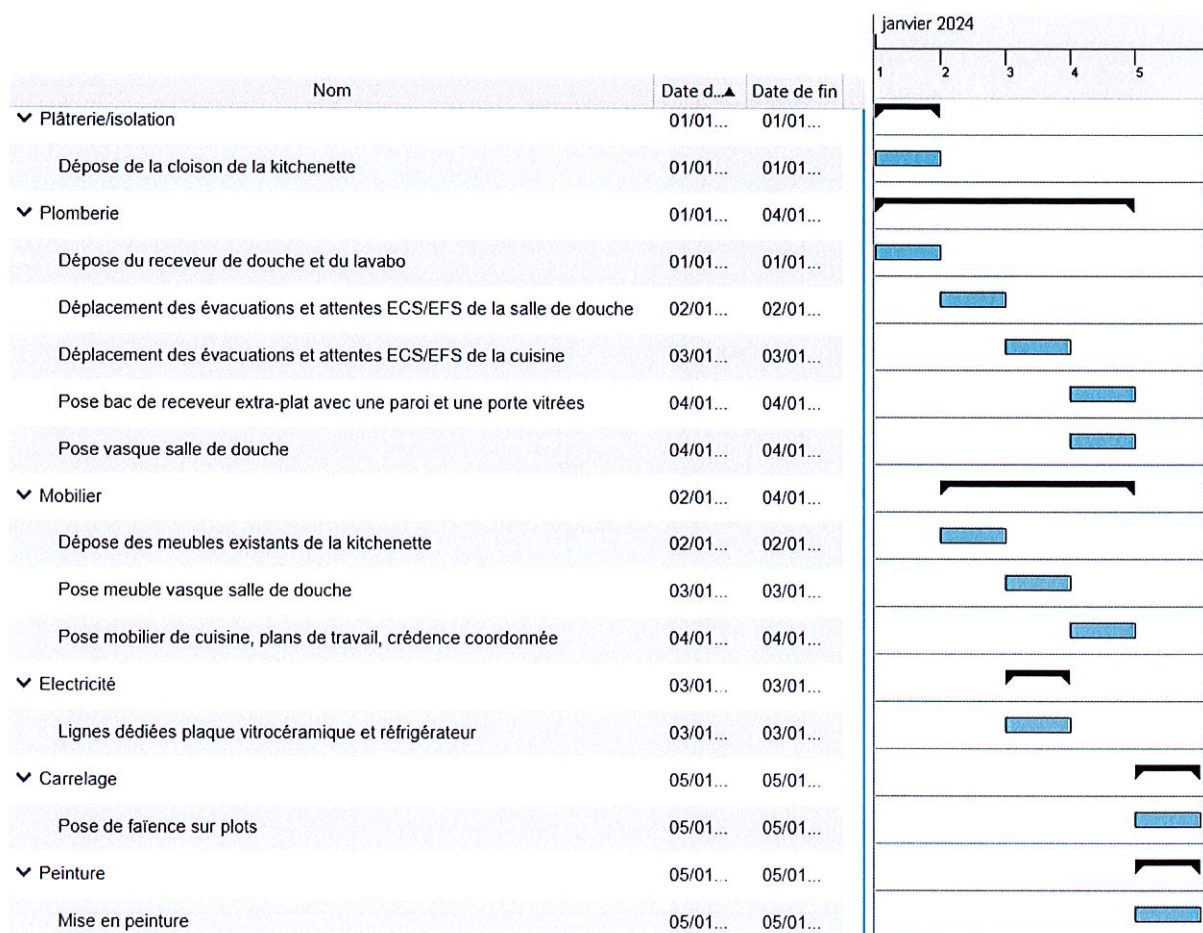 janvier 2024
1 2 3 4 5
Nom Date d...▲ Date de fin
Plâtrerie/isolation 01/01... 01/01...
Dépose de la cloison de la kitchenette 01/01... 01/01...
Plomberie 01/01... 04/01...
Dépose du receveur de douche et du lavabo 01/01... 01/01...
Déplacement des évacuations et attentes ECS/EFS de la salle de douche 02/01... 02/01...
Déplacement des évacuations et attentes ECS/EFS de la cuisine 03/01... 03/01...
Pose bac de receveur extra-plat avec une paroi et une porte vitrées 04/01... 04/01...
Pose vasque salle de douche 04/01... 04/01...
Mobilier 02/01... 04/01...
Dépose des meubles existants de la kitchenette 02/01... 02/01...
Pose meuble vasque salle de douche 03/01... 03/01...
Pose mobilier de cuisine, plans de travail, crédence coordonnée 04/01... 04/01...
Electricité 03/01... 03/01...
Lignes dédiées plaque vitrocéramique et réfrigérateur 03/01... 03/01...
Carrelage 05/01... 05/01...
Pose de faïence sur plots 05/01... 05/01...
Peinture 05/01... 05/01...
Mise en peinture 05/01... 05/01...